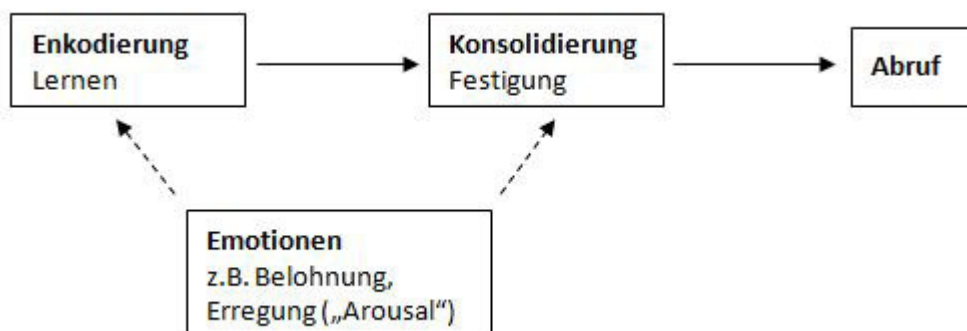 Enkodierung
Lernen
Konsolidierung
Festigung
Abruf
Emotionen
z.B. Belohnung,
Erregung („Arousal“)